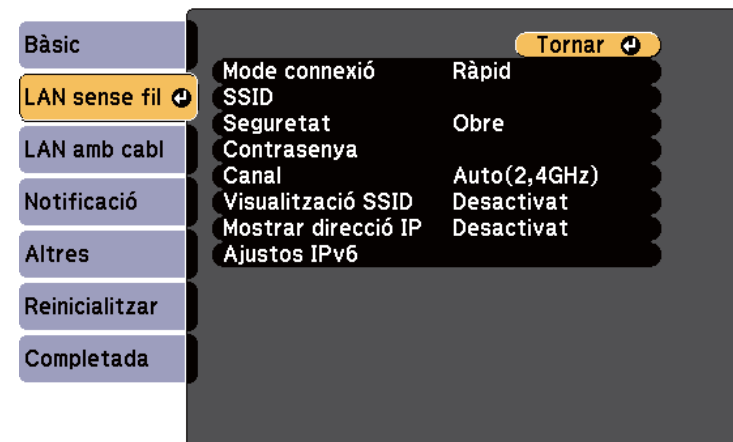 Bàsic
LAN sense fil
LAN amb cabl
Notificació
Altres
Reinicialitzar
Completada
Tornar
Mode connexió Ràpid
SSID
Seguretat Obre
Contrasenya
Canal Auto(2,4GHz)
Visualització SSID Desactivat
Mostrar direcció IP Desactivat
Ajustos IPv6